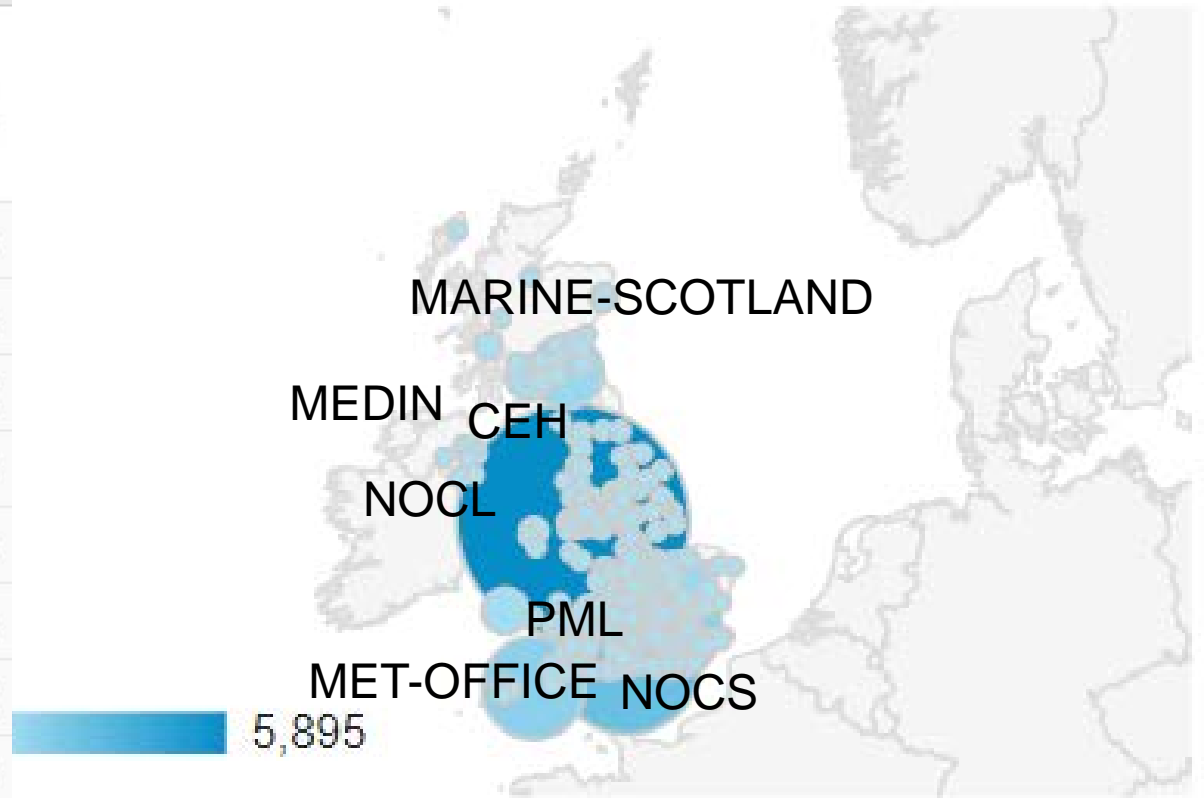 MARINE-SCOTLAND
MEDIN
CEH
NOCL
PML
MET-OFFICE
NOCS
5,895